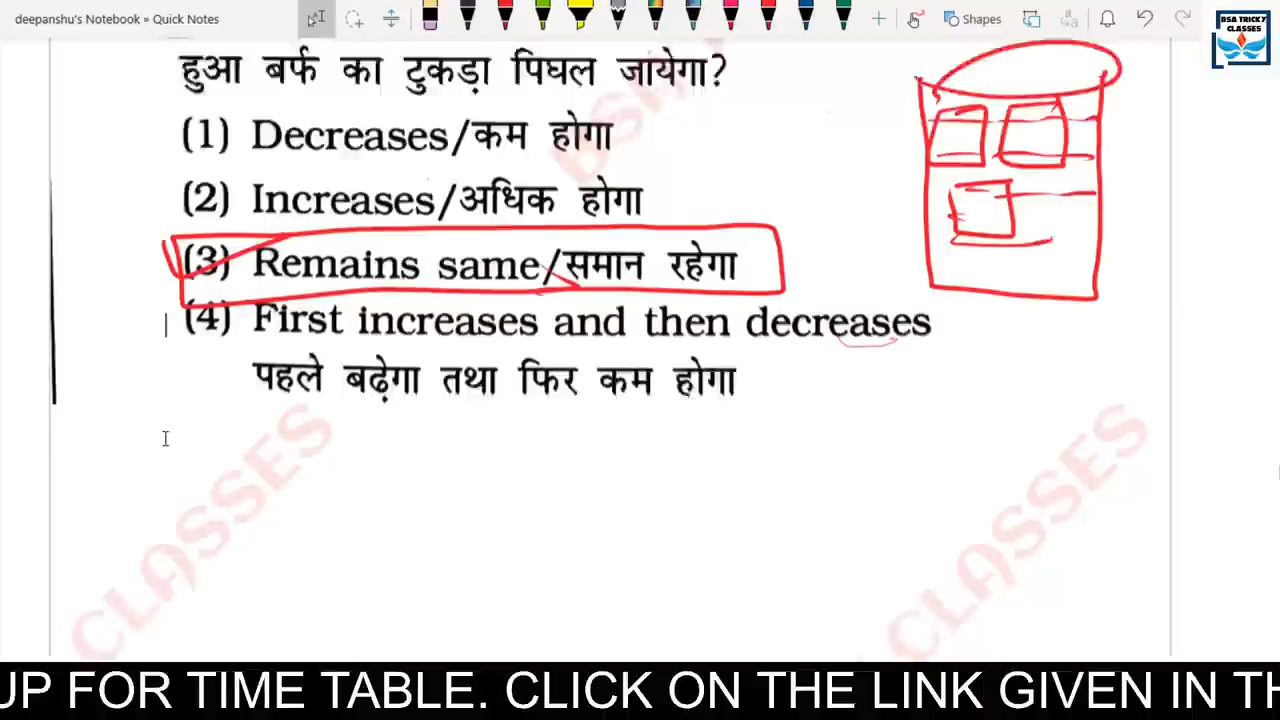 deepanshu's Notebook » Quick Notes
Shapes
BSA TRICKY
CLASSES
हुआ बर्फ का टुकड़ा पिघल जायेगा?
(1) Decreases/कम होगा
(2) Increases/अधिक होगा
(3) Remains same/समान रहेगा
(4) First increases and then decreases
पहले बढ़ेगा तथा फिर कम होगा
CLASSES
CLASSES
UP FOR TIME TABLE. CLICK ON THE LINK GIVEN IN TH